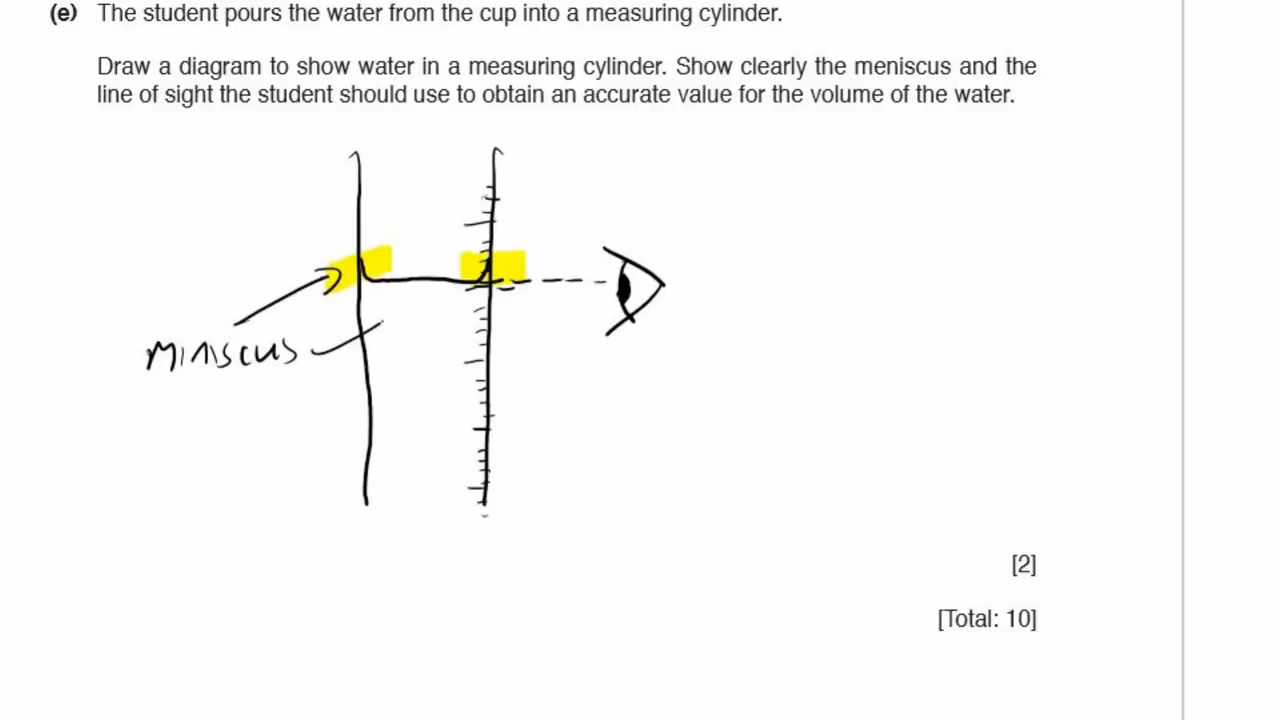 (e) The student pours the water from the cup into a measuring cylinder.
Draw a diagram to show water in a measuring cylinder. Show clearly the meniscus and the
line of sight the student should use to obtain an accurate value for the volume of the water.
MINISCUS
[2]
[Total: 10]